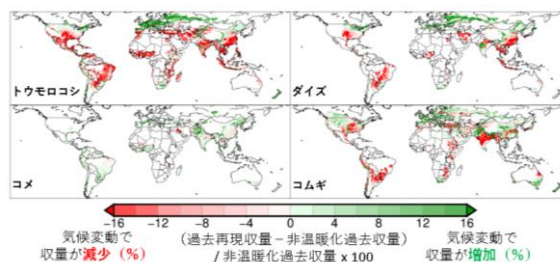 トウモロコシ
ダイズ
コメ
コムギ
-16 -12 -8 -4 0 4 8 12 16
気候変動で
収量が減少（%）
（過去再現収量 − 非温暖化過去収量）
/ 非温暖化過去収量 x 100
気候変動で
収量が増加（%）